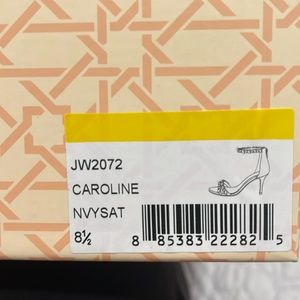 JW2072
CAROLINE
NVYSAT
8½
8 85383 22282 5